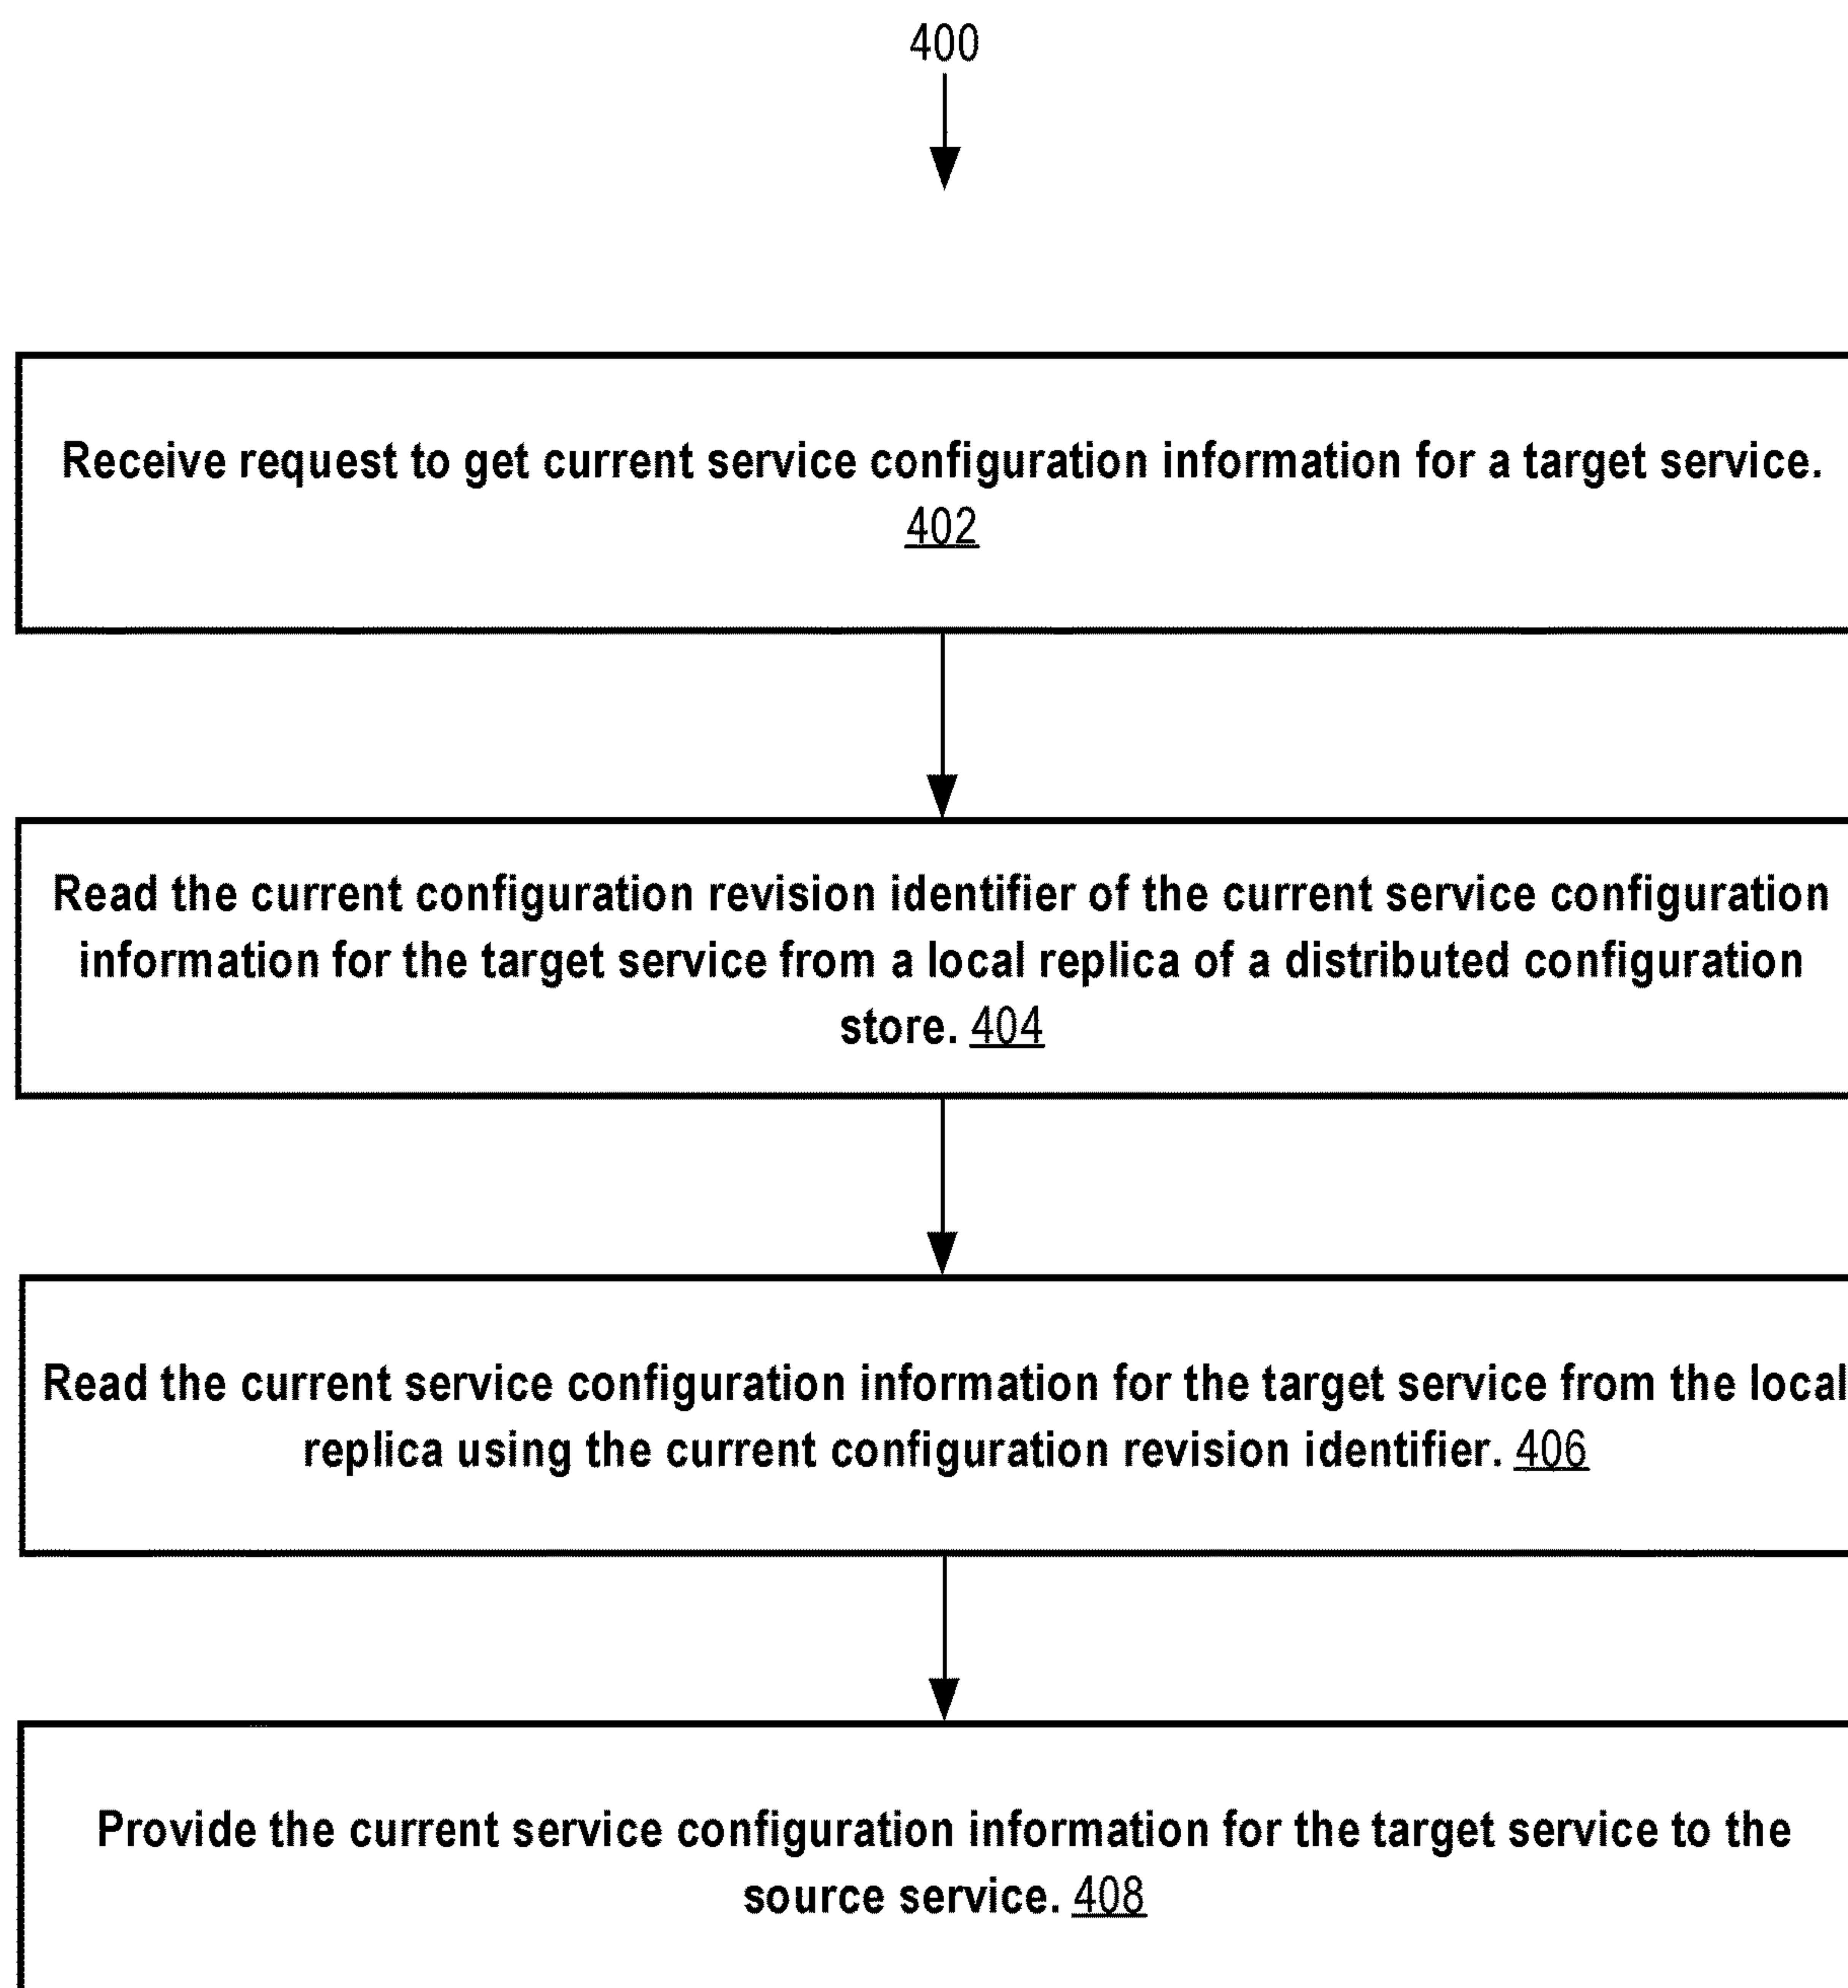 400
Receive request to get current service configuration information for a target service.
402
Read the current configuration revision identifier of the current service configuration
information for the target service from a local replica of a distributed configuration
store. 404
Read the current service configuration information for the target service from the local
replica using the current configuration revision identifier. 406
Provide the current service configuration information for the target service to the
source service. 408